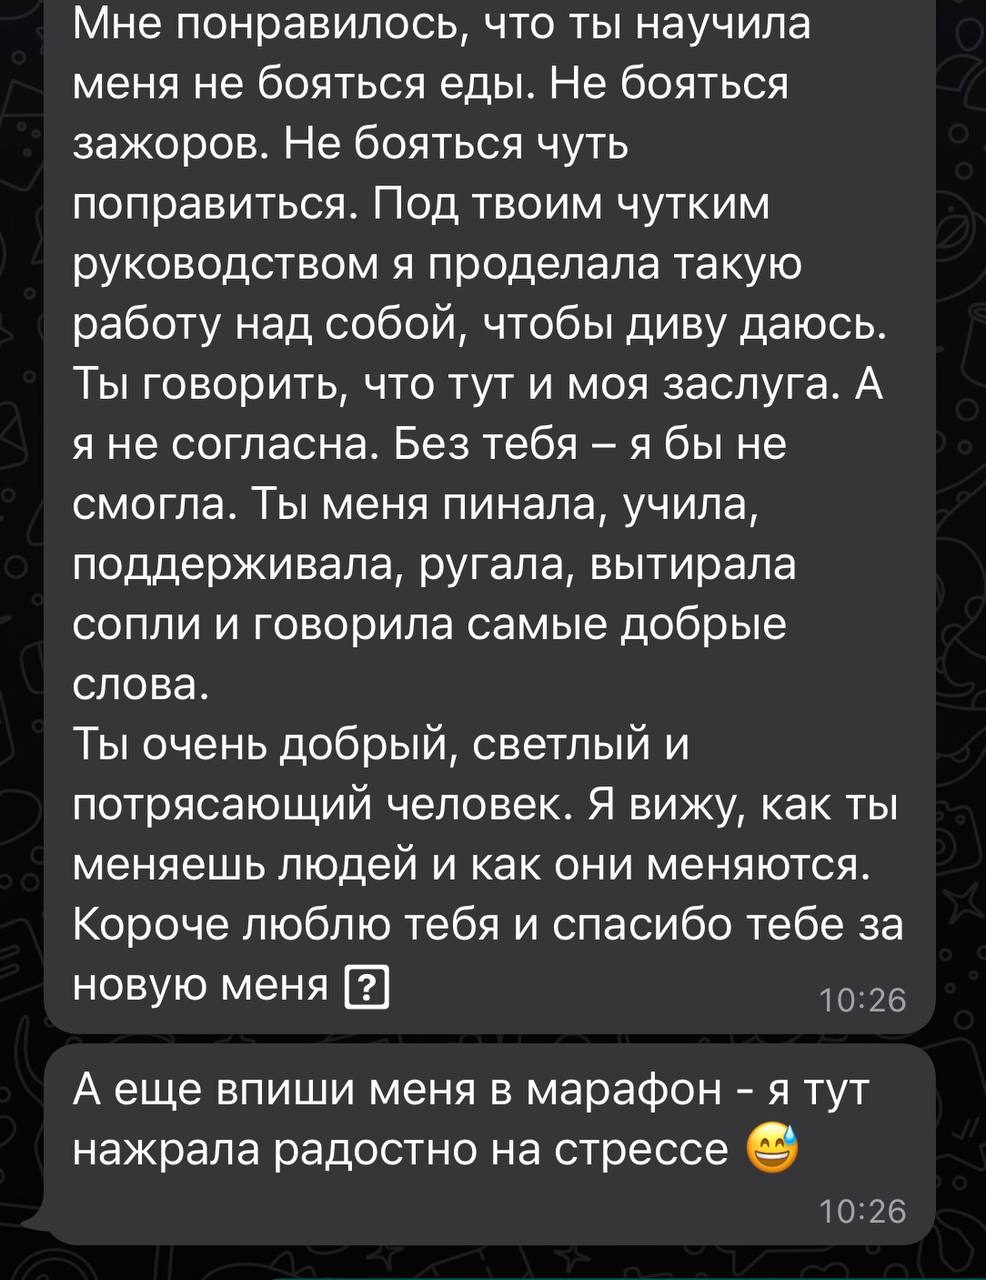 Мне понравилось, что ты научила
меня не бояться еды. Не бояться
зажоров. Не бояться чуть
поправиться. Под твоим чутким
руководством я проделала такую
работу над собой, чтобы диву даюсь.
Ты говорить, что тут и моя заслуга. А
я не согласна. Без тебя – я бы не
смогла. Ты меня пинала, учила,
поддерживала, ругала, вытирала
сопли и говорила самые добрые
слова.
Ты очень добрый, светлый и
потрясающий человек. Я вижу, как ты
меняешь людей и как они меняются.
Короче люблю тебя и спасибо тебе за
новую меня ⍰
10:26
А еще впиши меня в марафон - я тут
нажрала радостно на стрессе 😅
10:26